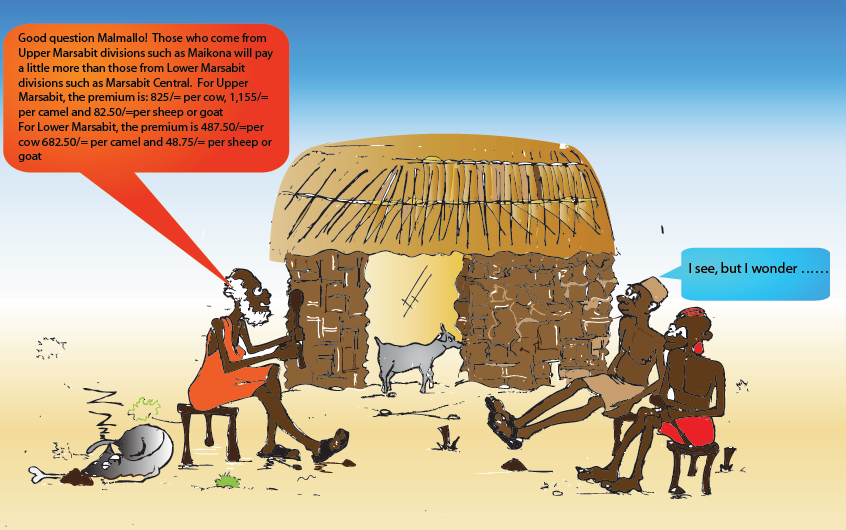 Good question Malmallo!  Those who come from
Upper Marsabit divisions such as Maikona will pay
a little more than those from Lower Marsabit
divisions such as Marsabit Central.  For Upper
Marsabit, the premium is: 825/= per cow, 1,155/=
per camel and 82.50/=per sheep or goat
For Lower Marsabit, the premium is 487.50/=per
cow 682.50/= per camel and 48.75/= per sheep or
goat
I see, but I wonder ......